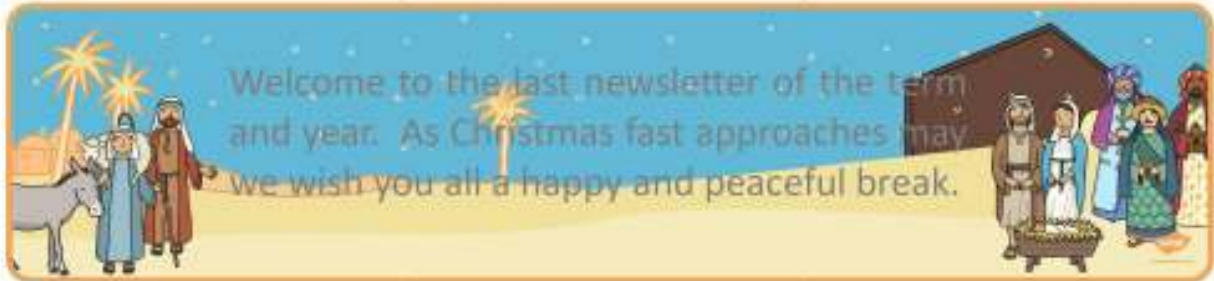 Welcome to the last newsletter of the term
and year. As Christmas fast approaches may
we wish you all a happy and peaceful break.